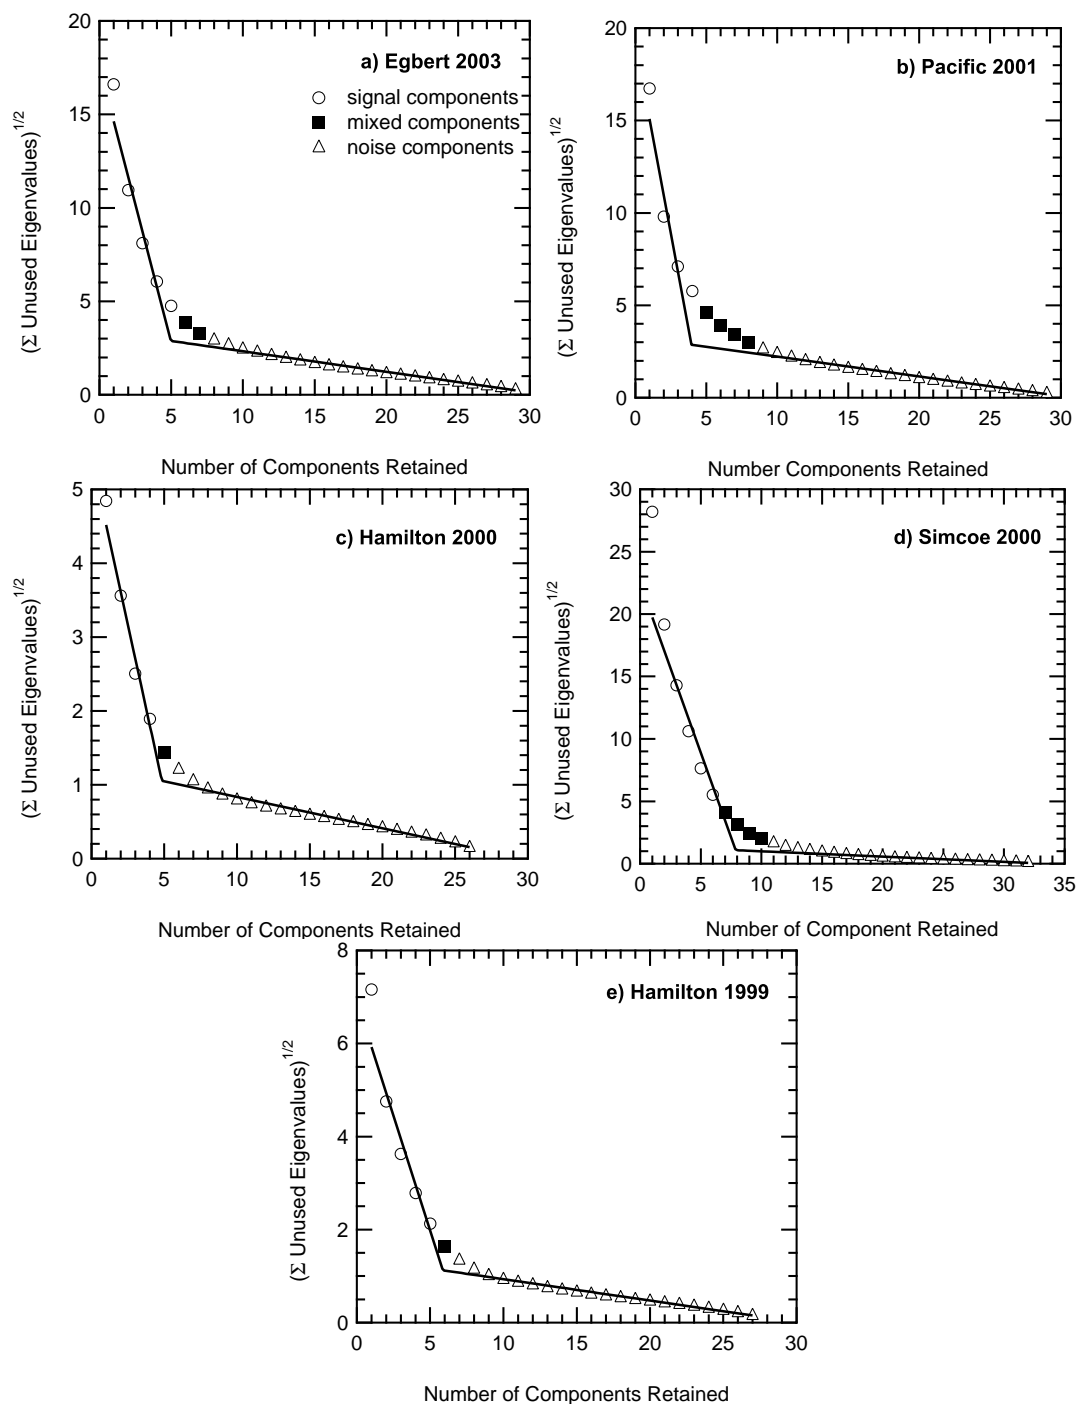 a) Egbert 2003
signal components
mixed components
noise components
(Σ Unused Eigenvalues)1/2
20
15
10
5
0
0 5 10 15 20 25 30
Number of Components Retained
b) Pacific 2001
(Σ Unused Eigenvalues)1/2
20
15
10
5
0
0 5 10 15 20 25 30
Number Components Retained
c) Hamilton 2000
(Σ Unused Eigenvalues)1/2
5
4
3
2
1
0
0 5 10 15 20 25 30
Number of Components Retained
d) Simcoe 2000
(Σ Unused Eigenvalues)1/2
30
25
20
15
10
5
0
0 5 10 15 20 25 30 35
Number of Component Retained
e) Hamilton 1999
(Σ Unused Eigenvalues)1/2
8
6
4
2
0
0 5 10 15 20 25 30
Number of Components Retained